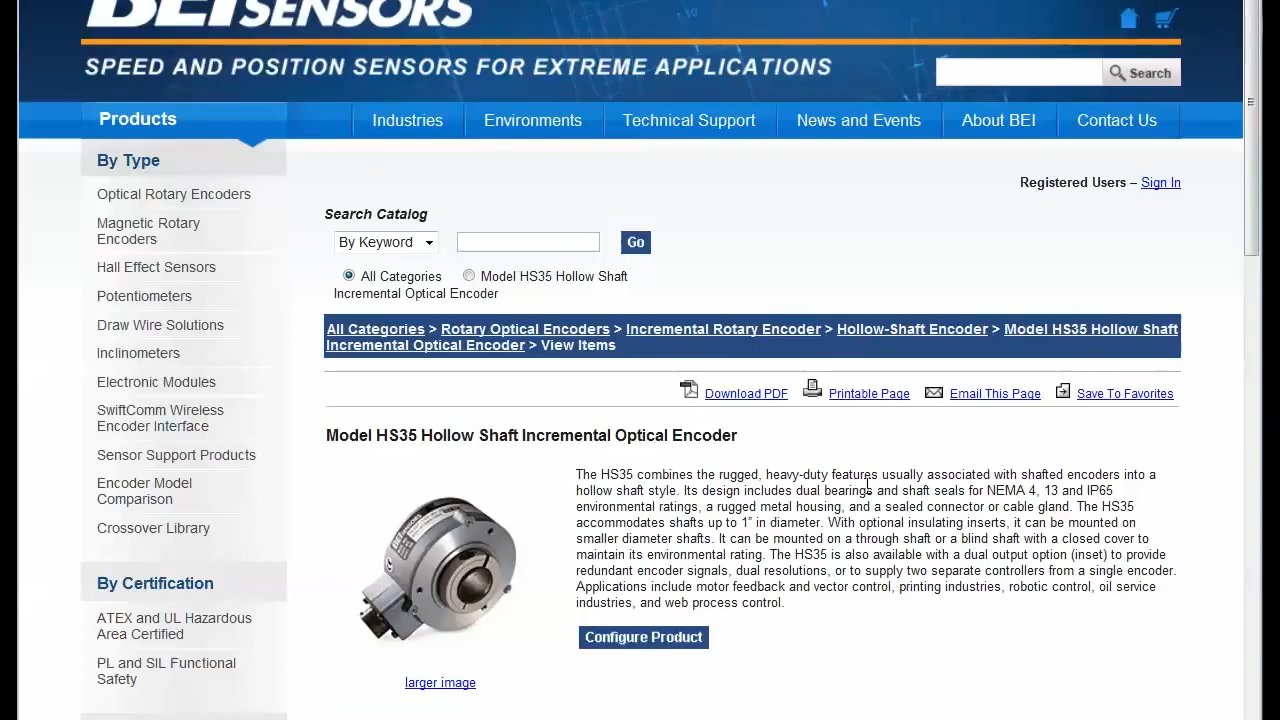 BEI SENSORS
SPEED AND POSITION SENSORS FOR EXTREME APPLICATIONS
Search
Products
Industries
Environments
Technical Support
News and Events
About BEI
Contact Us
By Type
Optical Rotary Encoders
Magnetic Rotary
Encoders
Hall Effect Sensors
Potentiometers
Draw Wire Solutions
Inclinometers
Electronic Modules
SwiftComm Wireless
Encoder Interface
Sensor Support Products
Encoder Model
Comparison
Crossover Library
By Certification
ATEX and UL Hazardous
Area Certified
PL and SIL Functional
Safety
Registered Users – Sign In
Search Catalog
By Keyword
Go
All Categories
Model HS35 Hollow Shaft
Incremental Optical Encoder
All Categories > Rotary Optical Encoders > Incremental Rotary Encoder > Hollow-Shaft Encoder > Model HS35 Hollow Shaft
Incremental Optical Encoder > View Items
Download PDF
Printable Page
Email This Page
Save To Favorites
Model HS35 Hollow Shaft Incremental Optical Encoder
The HS35 combines the rugged, heavy-duty features usually associated with shafted encoders into a
hollow shaft style. Its design includes dual bearings and shaft seals for NEMA 4, 13 and IP65
environmental ratings, a rugged metal housing, and a sealed connector or cable gland. The HS35
accommodates shafts up to 1” in diameter. With optional insulating inserts, it can be mounted on
smaller diameter shafts. It can be mounted on a through shaft or a blind shaft with a closed cover to
maintain its environmental rating. The HS35 is also available with a dual output option (inset) to provide
redundant encoder signals, dual resolutions, or to supply two separate controllers from a single encoder.
Applications include motor feedback and vector control, printing industries, robotic control, oil service
industries, and web process control.
Configure Product
larger image